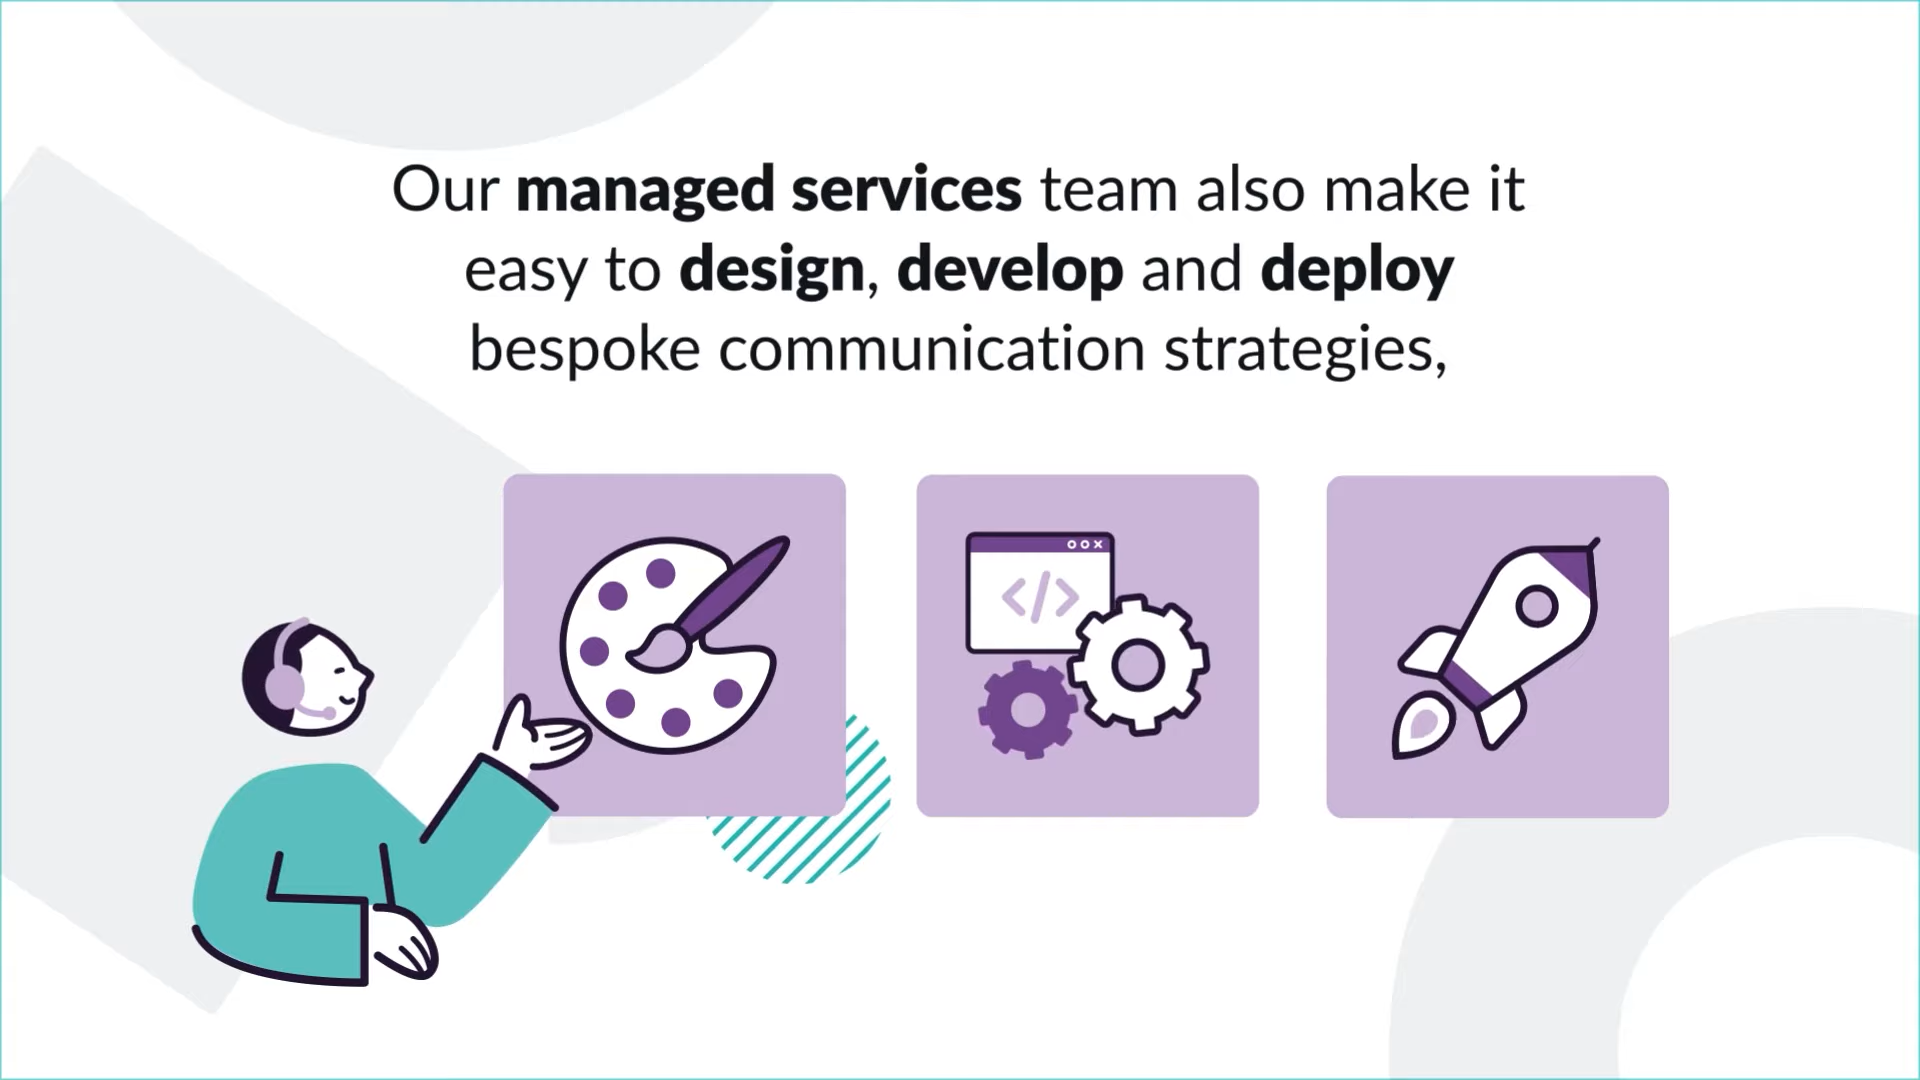 Our managed services team also make it
easy to design, develop and deploy
bespoke communication strategies,